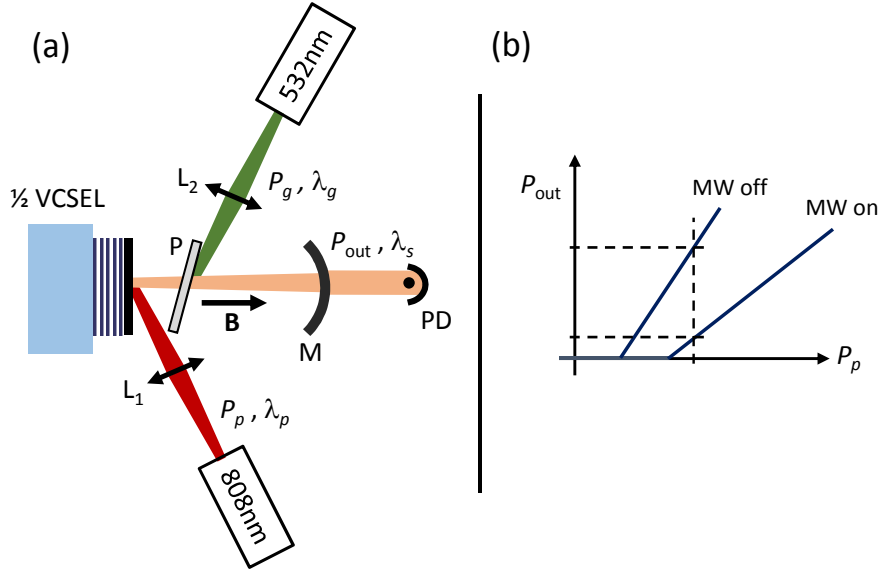 (a)
532nm
L2
Pg , λg
½ VCSEL
P
Pout , λs
B
PD
M
L1
Pp , λp
808nm
(b)
Pout
MW off
MW on
Pp